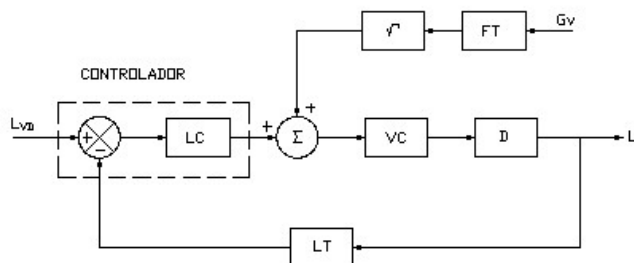 √ FT Gv
CONTROLADOR
LVD + - LC + + Σ VC D L
LT